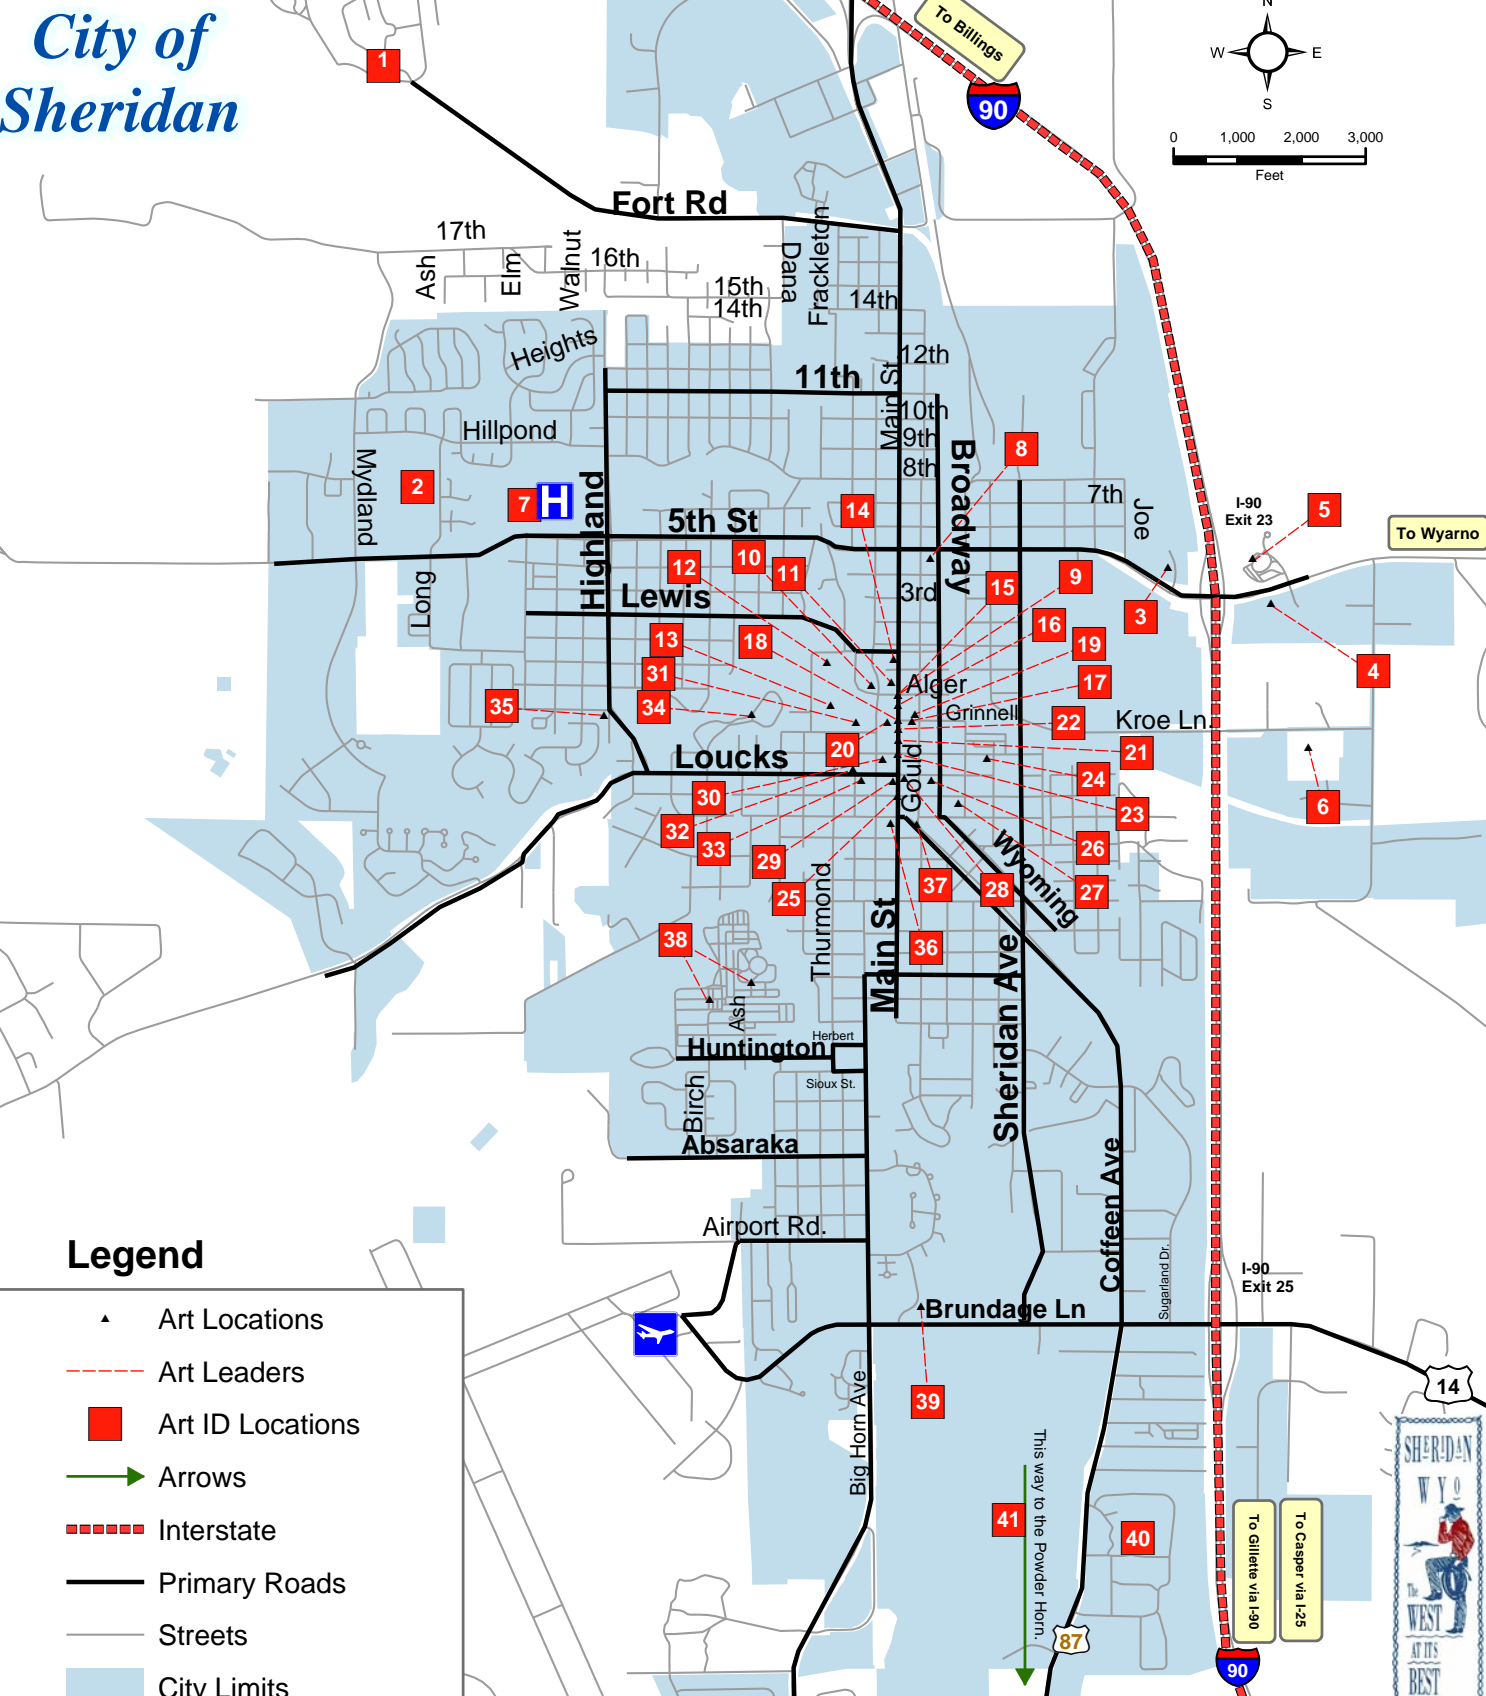 City of
Sheridan
1
To Billings
90
N
W
E
S
0
1,000
2,000
3,000
Feet
Fort Rd
17th
16th
15th
14th
14th
Ash
Elm
Walnut
Dana
Frackleton
Heights
12th
11th
Main St
10th
9th
8th
Hillpond
Mydland
Highland
Broadway
8
2
7
H
14
7th
Joe
I-90
Exit 23
5
To Wyarno
5th St
12
10
11
3rd
15
9
Long
Lewis
16
3
13
18
19
31
17
4
35
34
Alger
Grinnell
22
Kroe Ln.
20
21
Loucks
Gould
24
30
23
6
32
33
29
26
Wyoming
25
Thurmond
37
28
27
38
Main St
36
Sheridan Ave
Ash
Herbert
Huntington
Sioux St.
Birch
Absaraka
Coffeen Ave
Airport Rd.
Sugarland Dr.
I-90
Exit 25
Brundage Ln
39
Big Horn Ave
14
This way to the Powder Horn.
41
40
87
To Gillette via I-90
To Casper via I-25
90
Legend
Art Locations
Art Leaders
Art ID Locations
Arrows
Interstate
Primary Roads
Streets
City Limits
SHERIDAN
WYO
The
WEST
AT ITS
BEST